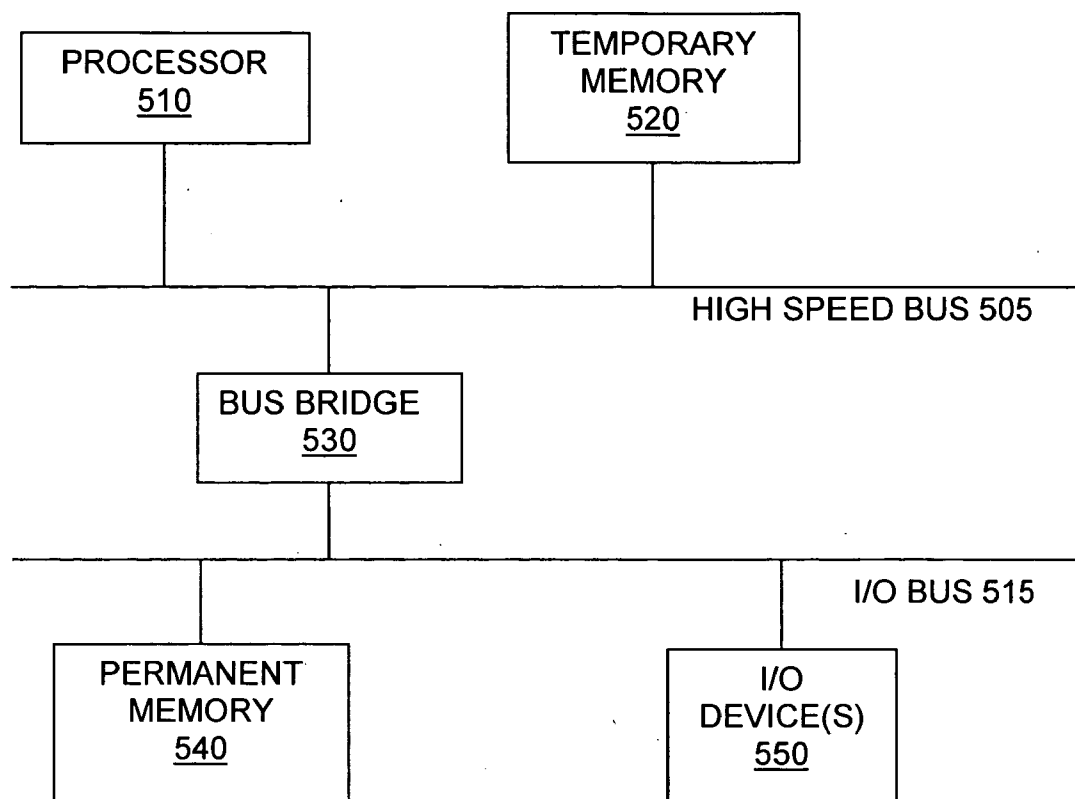 PROCESSOR
510
TEMPORARY
MEMORY
520
HIGH SPEED BUS 505
BUS BRIDGE
530
I/O BUS 515
PERMANENT
MEMORY
540
I/O
DEVICE(S)
550